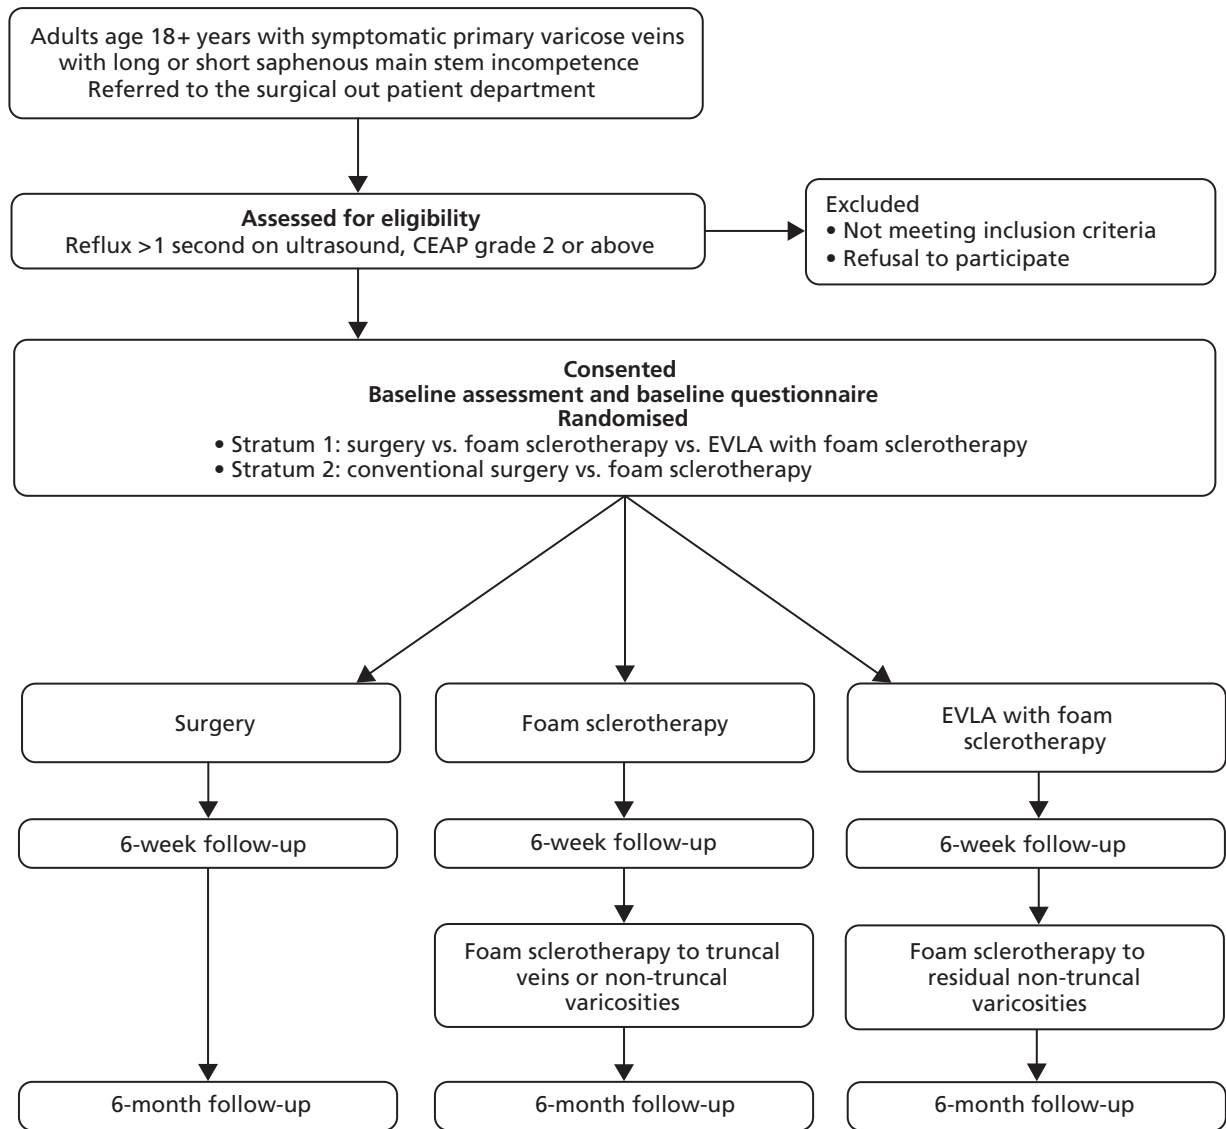 Adults age 18+ years with symptomatic primary varicose veins
with long or short saphenous main stem incompetence
Referred to the surgical out patient department
Assessed for eligibility
Reflux >1 second on ultrasound, CEAP grade 2 or above
Excluded
• Not meeting inclusion criteria
• Refusal to participate
Consented
Baseline assessment and baseline questionnaire
Randomised
• Stratum 1: surgery vs. foam sclerotherapy vs. EVLA with foam sclerotherapy
• Stratum 2: conventional surgery vs. foam sclerotherapy
Surgery
Foam sclerotherapy
EVLA with foam
sclerotherapy
6-week follow-up
6-week follow-up
6-week follow-up
Foam sclerotherapy to truncal
veins or non-truncal
varicosities
Foam sclerotherapy to
residual non-truncal
varicosities
6-month follow-up
6-month follow-up
6-month follow-up